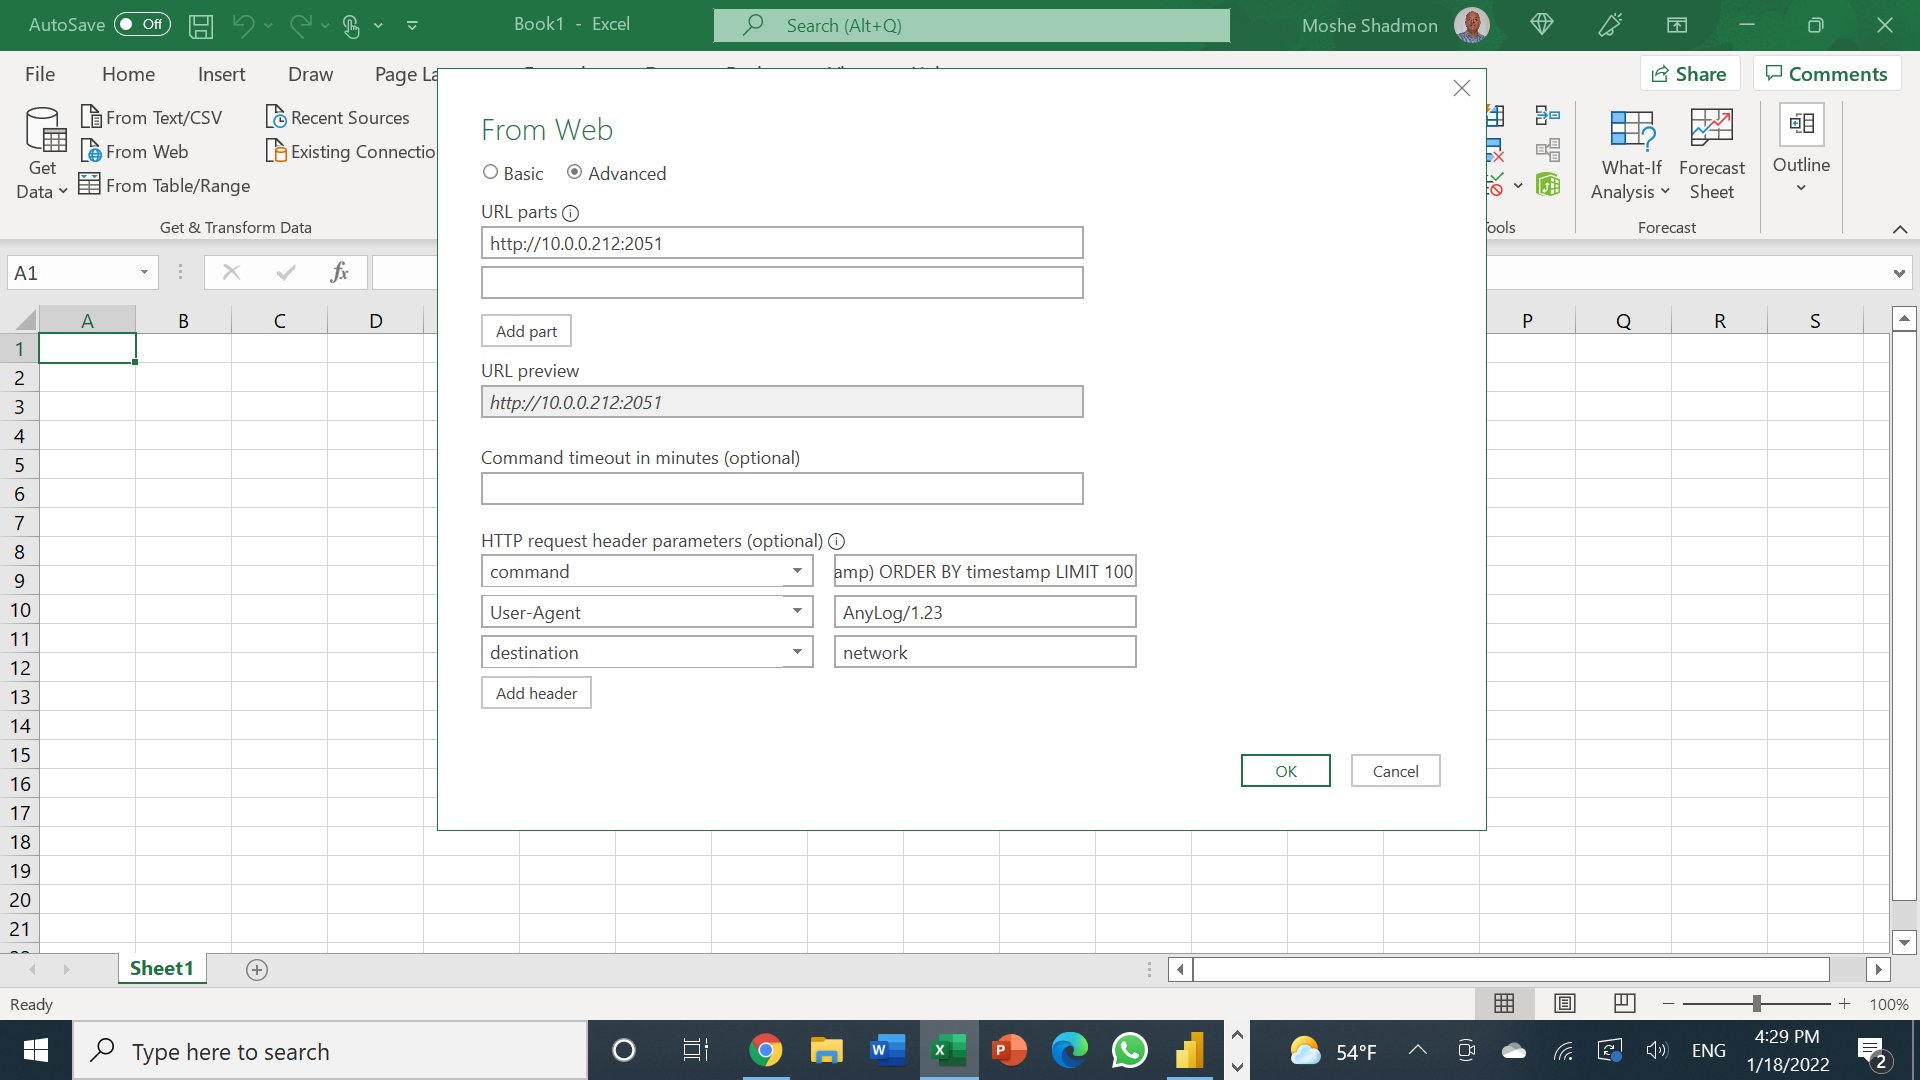 AutoSave Off
Book1 - Excel
Search (Alt+Q)
Moshe Shadmon
File Home Insert Draw Page La
Share
Comments
Get Data
From Text/CSV
From Web
From Table/Range
Recent Sources
Existing Connectio
Get & Transform Data
ools
What-If Analysis
Forecast Sheet
Forecast
Outline
A1
fx
A B C D P Q R S
1
2
3
4
5
6
7
8
9
10
11
12
13
14
15
16
17
18
19
20
21
From Web
Basic Advanced
URL parts
http://10.0.0.212:2051
Add part
URL preview
http://10.0.0.212:2051
Command timeout in minutes (optional)
HTTP request header parameters (optional)
command amp) ORDER BY timestamp LIMIT 100
User-Agent AnyLog/1.23
destination network
Add header
OK Cancel
Sheet1
Ready
100%
Type here to search
54°F
ENG
4:29 PM
1/18/2022
2